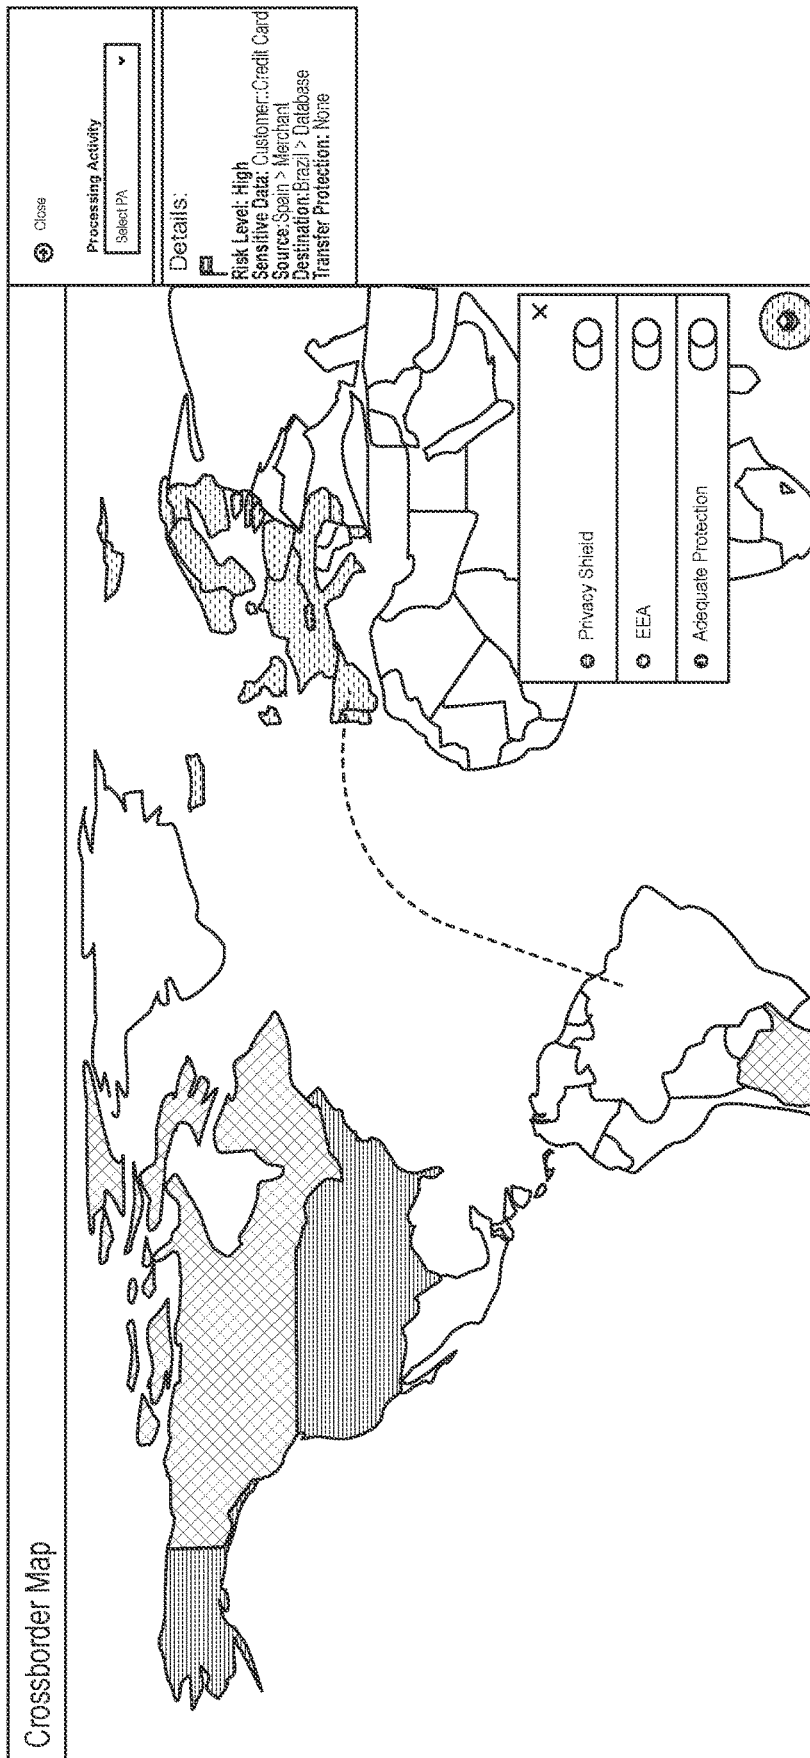 Crossborder Map
Close
Processing Activity
Select PA
Details:
Risk Level: High
Sensitive Data: Customer::Credit Card
Source:Spain > Merchant
Destination:Brazil > Database
Transfer Protection: None
Privacy Shield
EEA
Adequate Protection